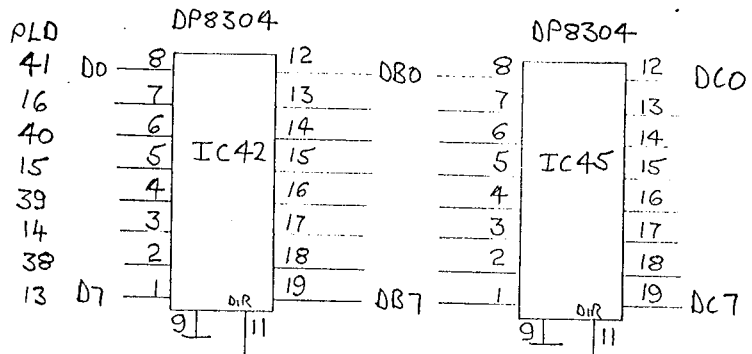 DP8304 DP8304
PLD
41 D0 8 12 DB0 8 12 DC0
16 7 13 7 13
40 6 14 6 14
15 5 IC42 15 5 IC45 15
39 4 16 4 16
14 3 17 3 17
38 2 18 2 18
13 D7 1 19 DB7 1 19 DC7
DIR DIR
9 11 9 11